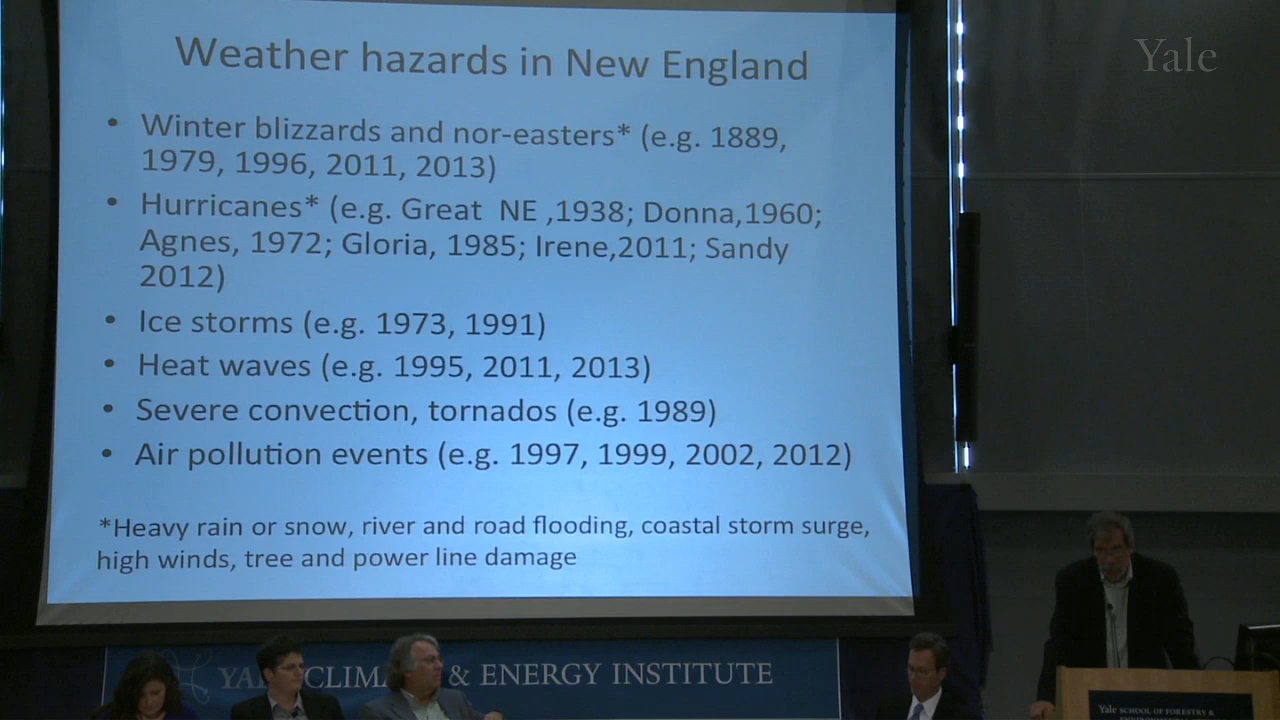 Weather hazards in New England
• Winter blizzards and nor-easters* (e.g. 1889,
1979, 1996, 2011, 2013)
• Hurricanes* (e.g. Great NE ,1938; Donna,1960;
Agnes, 1972; Gloria, 1985; Irene,2011; Sandy
2012)
• Ice storms (e.g. 1973, 1991)
• Heat waves (e.g. 1995, 2011, 2013)
• Severe convection, tornados (e.g. 1989)
• Air pollution events (e.g. 1997, 1999, 2002, 2012)
*Heavy rain or snow, river and road flooding, coastal storm surge,
high winds, tree and power line damage
Yale
& ENERGY INSTITUTE
Yale SCHOOL OF FORESTRY &